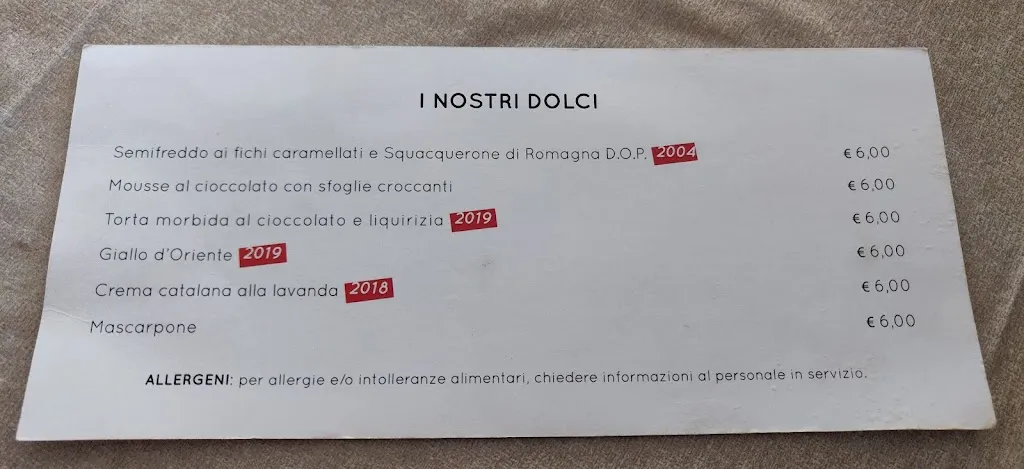 I NOSTRI DOLCI
Semifreddo ai fichi caramellati e Squacquerone di Romagna D.O.P. 2004 € 6,00
Mousse al cioccolato con sfoglie croccanti € 6,00
Torta morbida al cioccolato e liquirizia 2019 € 6,00
Giallo d'Oriente 2019 € 6,00
Crema catalana alla lavanda 2018 € 6,00
Mascarpone € 6,00
ALLERGENI: per allergie e/o intolleranze alimentari, chiedere informazioni al personale in servizio.